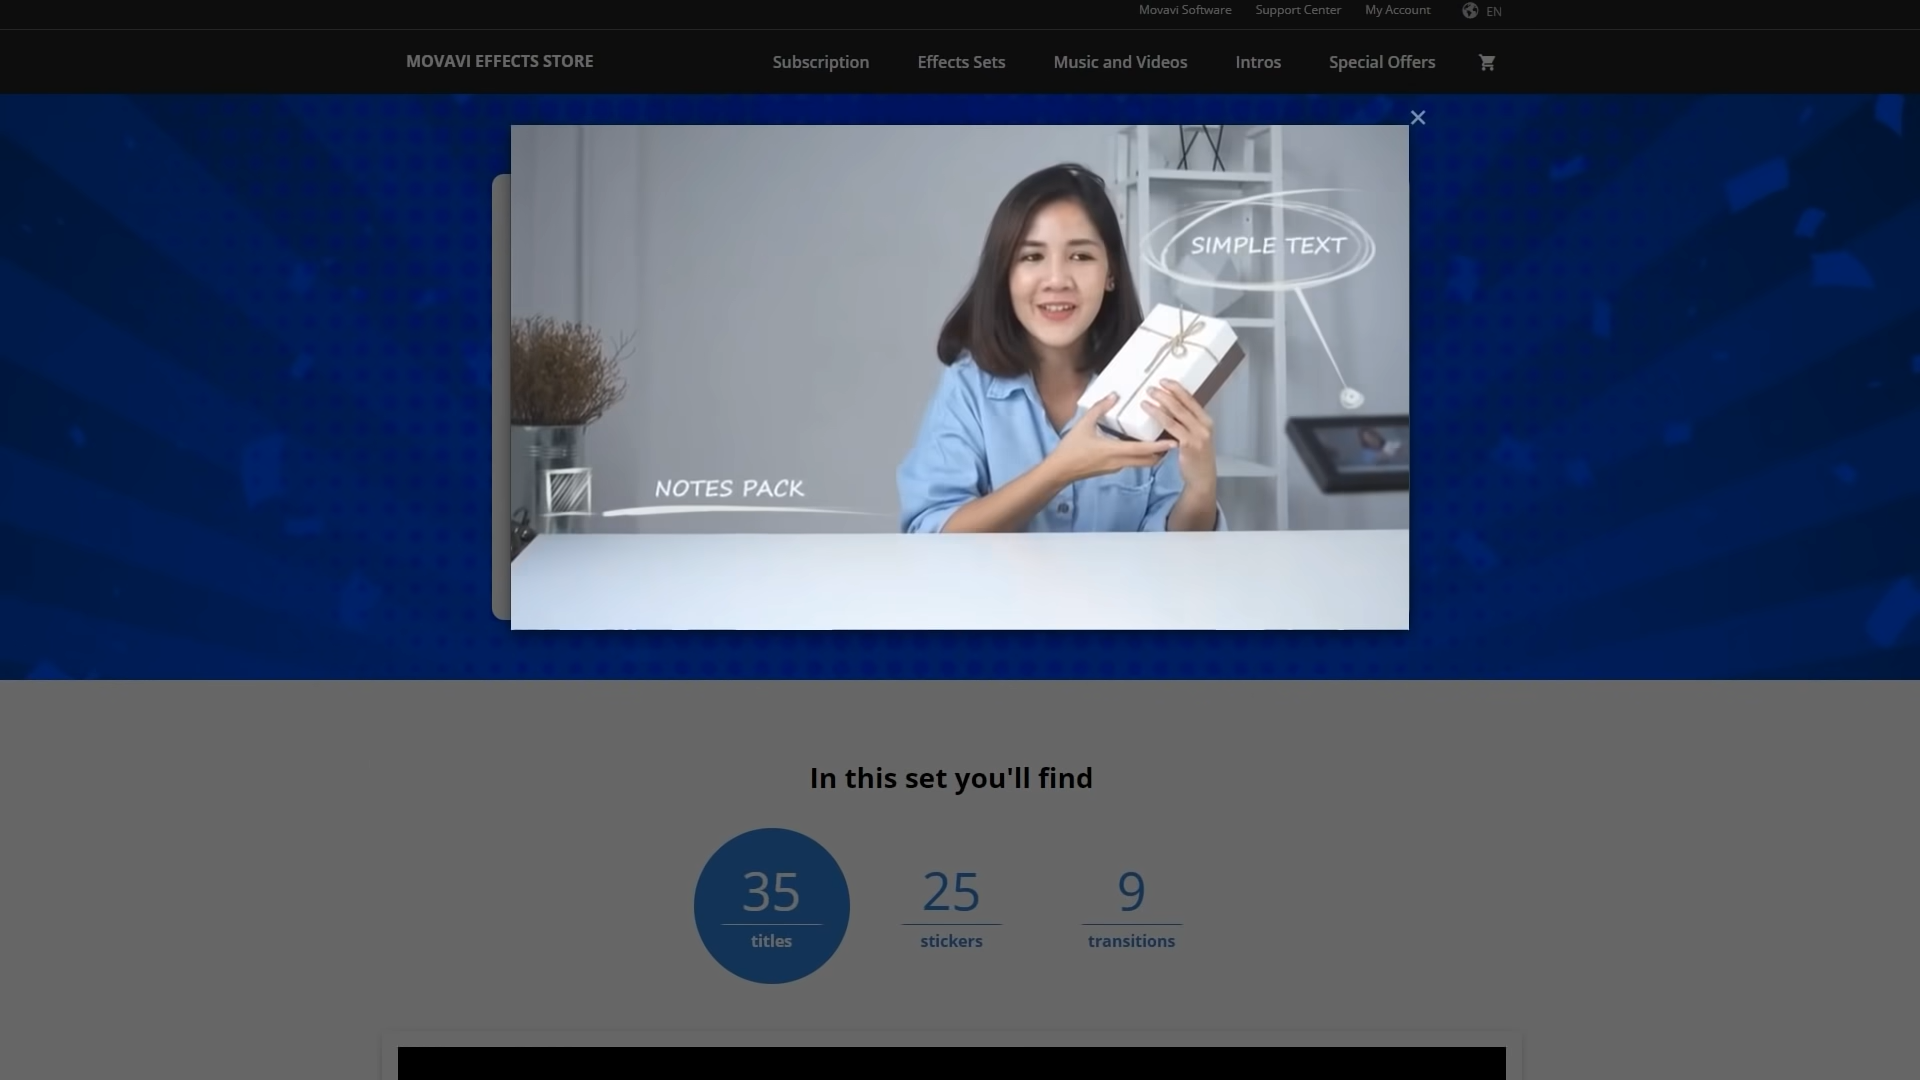 Movavi Software Support Center My Account EN
MOVAVI EFFECTS STORE Subscription Effects Sets Music and Videos Intros Special Offers
SIMPLE TEXT
NOTES PACK
In this set you'll find
35 25 9
titles stickers transitions